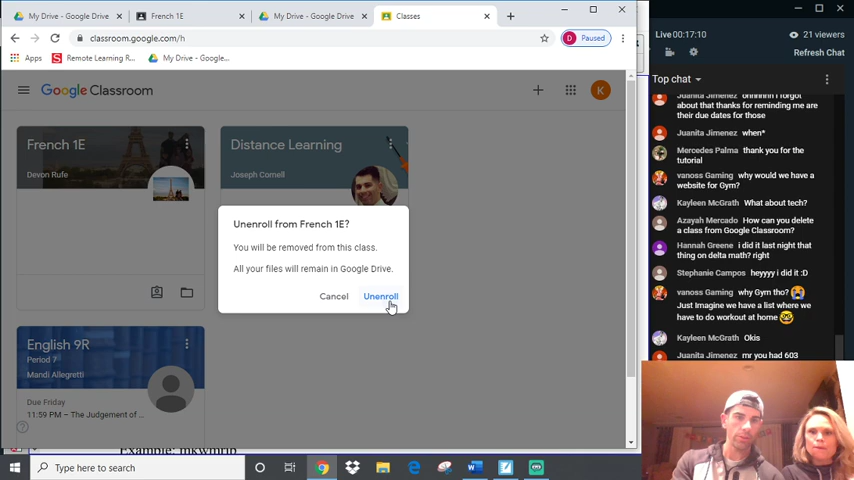 My Drive - Google Drive
French 1E
My Drive - Google Drive
Classes
classroom.google.com/h
Paused
Apps
Remote Learning R...
My Drive - Google...
Google Classroom
K
French 1E
Devon Rufe
Distance Learning
Joseph Cornell
Unenroll from French 1E?
You will be removed from this class.
All your files will remain in Google Drive.
Cancel
Unenroll
English 9R
Period 7
Mandi Allegretti
Due Friday
11:59 PM – The Judgement of ...
Example: mkwmrfp
Type here to search
Live 00:17:10
21 viewers
Refresh Chat
Top chat
about that thanks for reminding me are
their due dates for those
Juanita Jimenez when*
Mercedes Palma thank you for the
tutorial
vanoss Gaming why would we have a
website for Gym?
Kayleen McGrath What about tech?
Azayah Mercado How can you delete
a class from Google Classroom?
Hannah Greene i did it last night that
thing on delta math? right
Stephanie Campos heyyyy i did it :D
vanoss Gaming why Gym tho? 😭
Just Imagine we have a list where we
have to do workout at home 🤓
Kayleen McGrath Okis
Juanita Jimenez mr you had 603